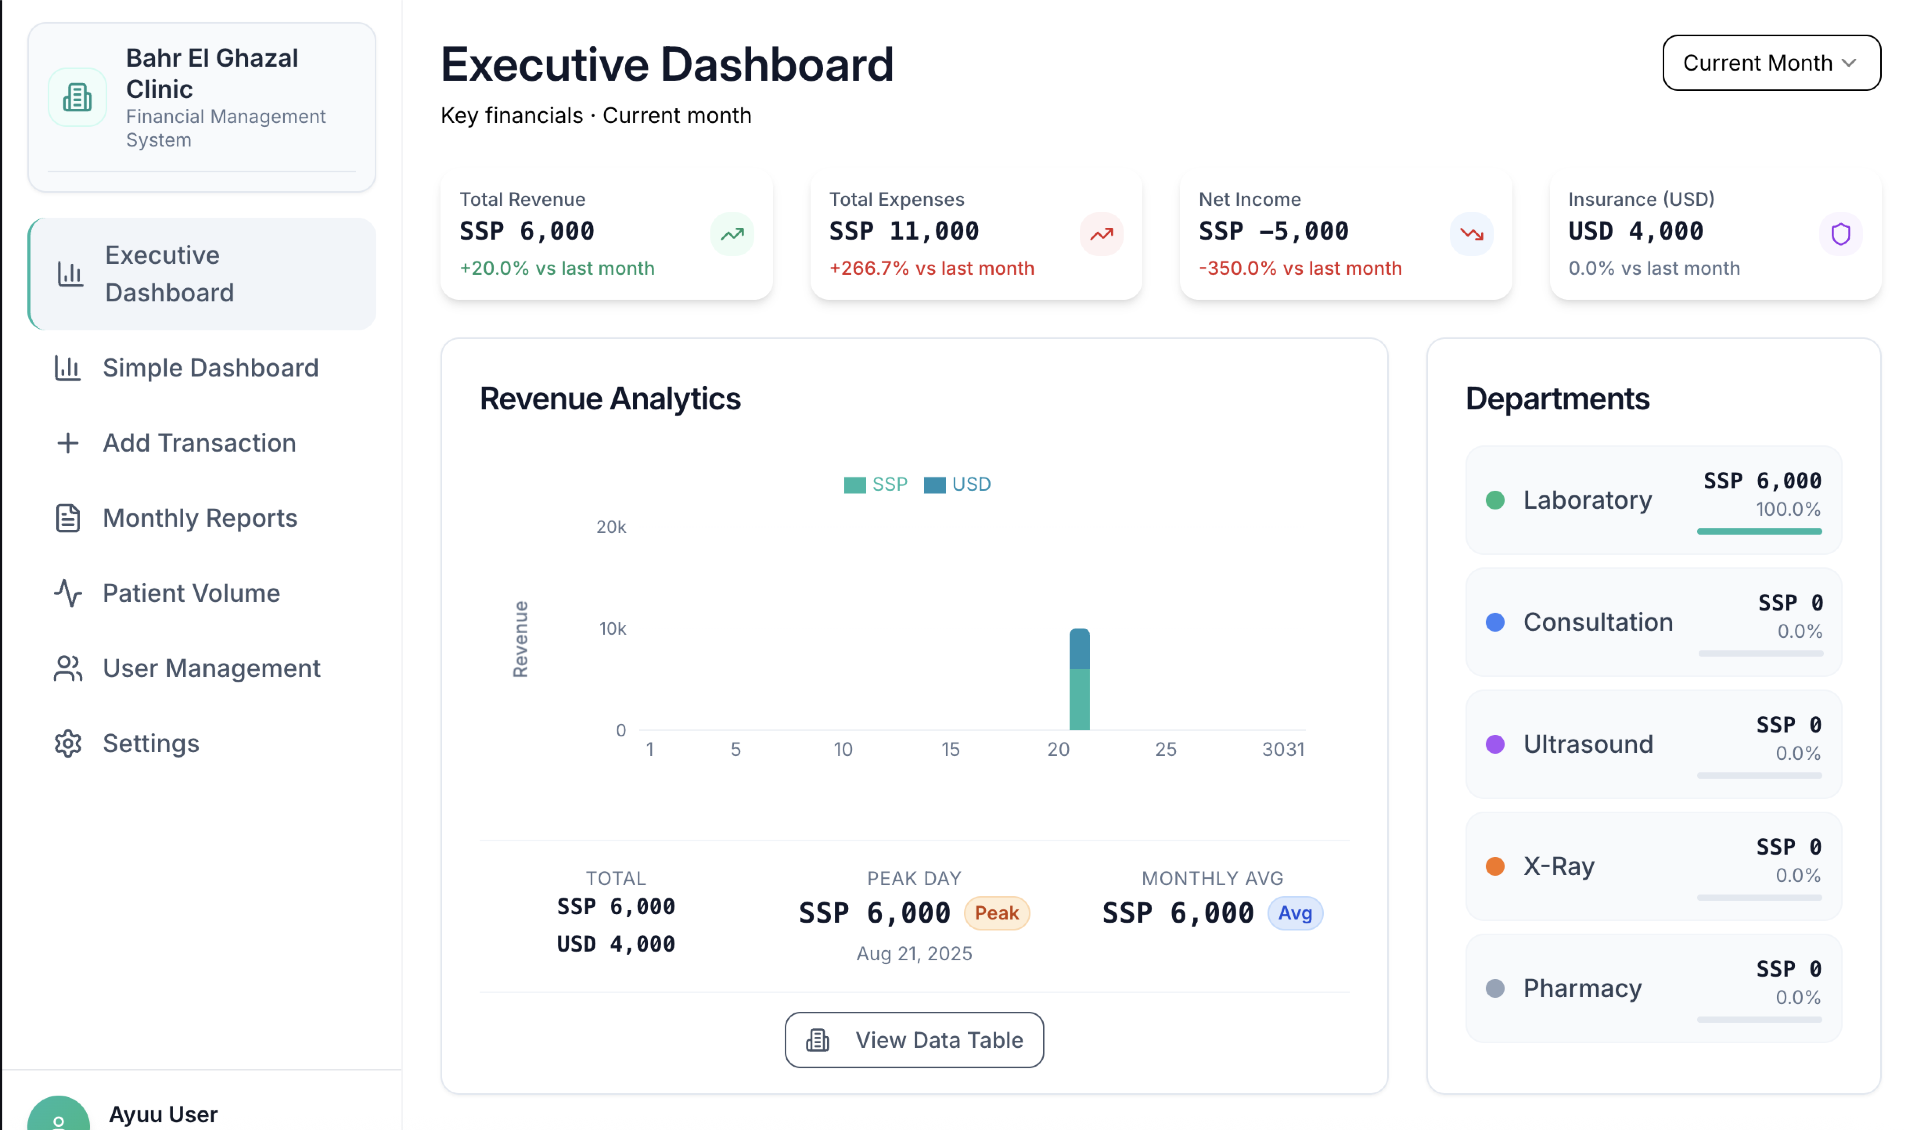 Bahr El Ghazal
Clinic
Financial Management
System
Executive
Dashboard
Simple Dashboard
Add Transaction
Monthly Reports
Patient Volume
User Management
Settings
Ayuu User
Executive Dashboard
Key financials · Current month
Current Month
Total Revenue
SSP 6,000
+20.0% vs last month
Total Expenses
SSP 11,000
+266.7% vs last month
Net Income
SSP −5,000
-350.0% vs last month
Insurance (USD)
USD 4,000
0.0% vs last month
Revenue Analytics
SSP USD
20k
10k
0
Revenue
1 5 10 15 20 25 3031
TOTAL
SSP 6,000
USD 4,000
PEAK DAY
SSP 6,000 Peak
Aug 21, 2025
MONTHLY AVG
SSP 6,000 Avg
View Data Table
Departments
Laboratory
SSP 6,000
100.0%
Consultation
SSP 0
0.0%
Ultrasound
SSP 0
0.0%
X-Ray
SSP 0
0.0%
Pharmacy
SSP 0
0.0%